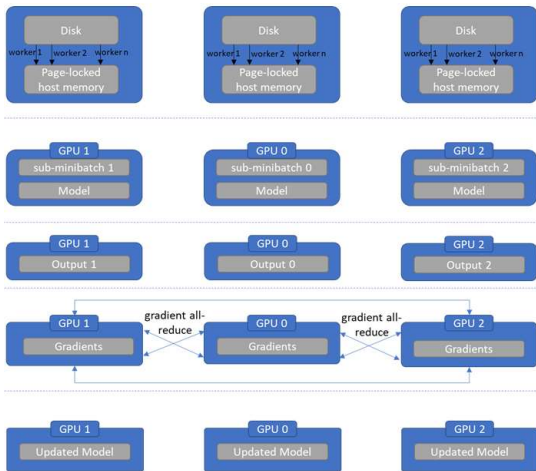 Disk
Disk
Disk
worker 1
worker 2
worker n
worker 1
worker 2
worker n
worker 1
worker 2
worker n
Page-locked
host memory
Page-locked
host memory
Page-locked
host memory
GPU 1
GPU 0
GPU 2
sub-minibatch 1
sub-minibatch 0
sub-minibatch 2
Model
Model
Model
GPU 1
GPU 0
GPU 2
Output 1
Output 0
Output 2
gradient all-
reduce
gradient all-
reduce
GPU 1
GPU 0
GPU 2
Gradients
Gradients
Gradients
GPU 1
GPU 0
GPU 2
Updated Model
Updated Model
Updated Model